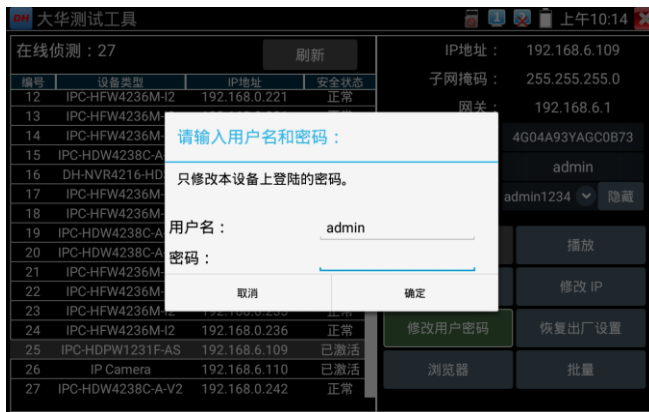 DH 大华测试工具
1
上午10:14
在线侦测：27
刷新
编号 设备类型 IP地址 安全状态
12 IPC-HFW4236M-I2 192.168.0.221 正常
13 IPC-HFW4236M-
14 IPC-HFW4236M-
15 IPC-HDW4238C-A
16 DH-NVR4216-HD
17 IPC-HFW4236M-
18 IPC-HFW4236M-
19 IPC-HDW4238C-A
20 IPC-HDW4238C-A
21 IPC-HFW4236M-
22 IPC-HFW4236M-
23 IPC-HFW4236M-I2 192.168.0.235 正常
24 IPC-HFW4236M-I2 192.168.0.236 正常
25 IPC-HDPW1231F-AS 192.168.6.109 已激活
26 IP Camera 192.168.6.110 已激活
27 IPC-HDW4238C-A-V2 192.168.0.242 正常
请输入用户名和密码：
只修改本设备上登陆的密码。
用户名： admin
密码：
取消 确定
IP地址： 192.168.6.109
子网掩码： 255.255.255.0
网关： 192.168.6.1
4G04A93YAGC0B73
admin
admin1234 隐藏
播放
修改 IP
修改用户密码 恢复出厂设置
浏览器 批量